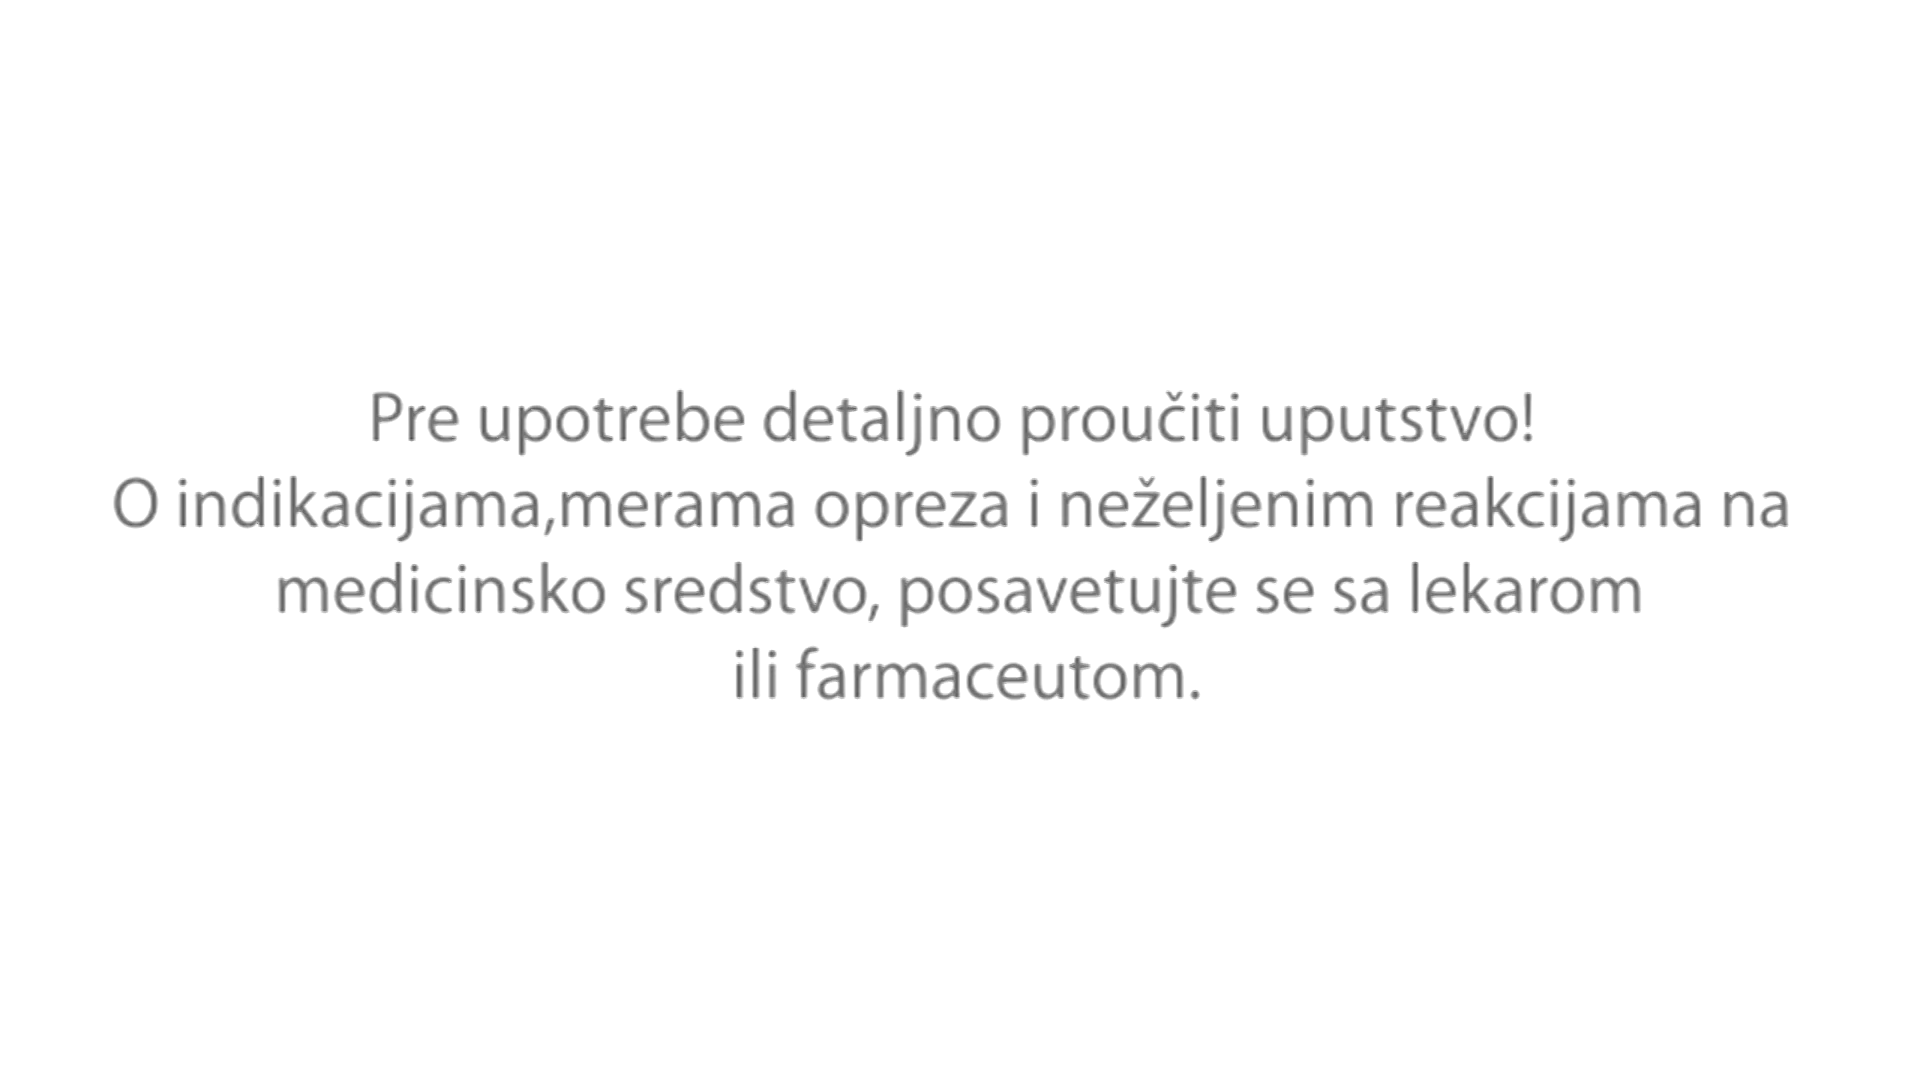 Pre upotrebe detaljno proučiti uputstvo!
O indikacijama,merama opreza i neželjenim reakcijama na
medicinsko sredstvo, posavetujte se sa lekarom
ili farmaceutom.